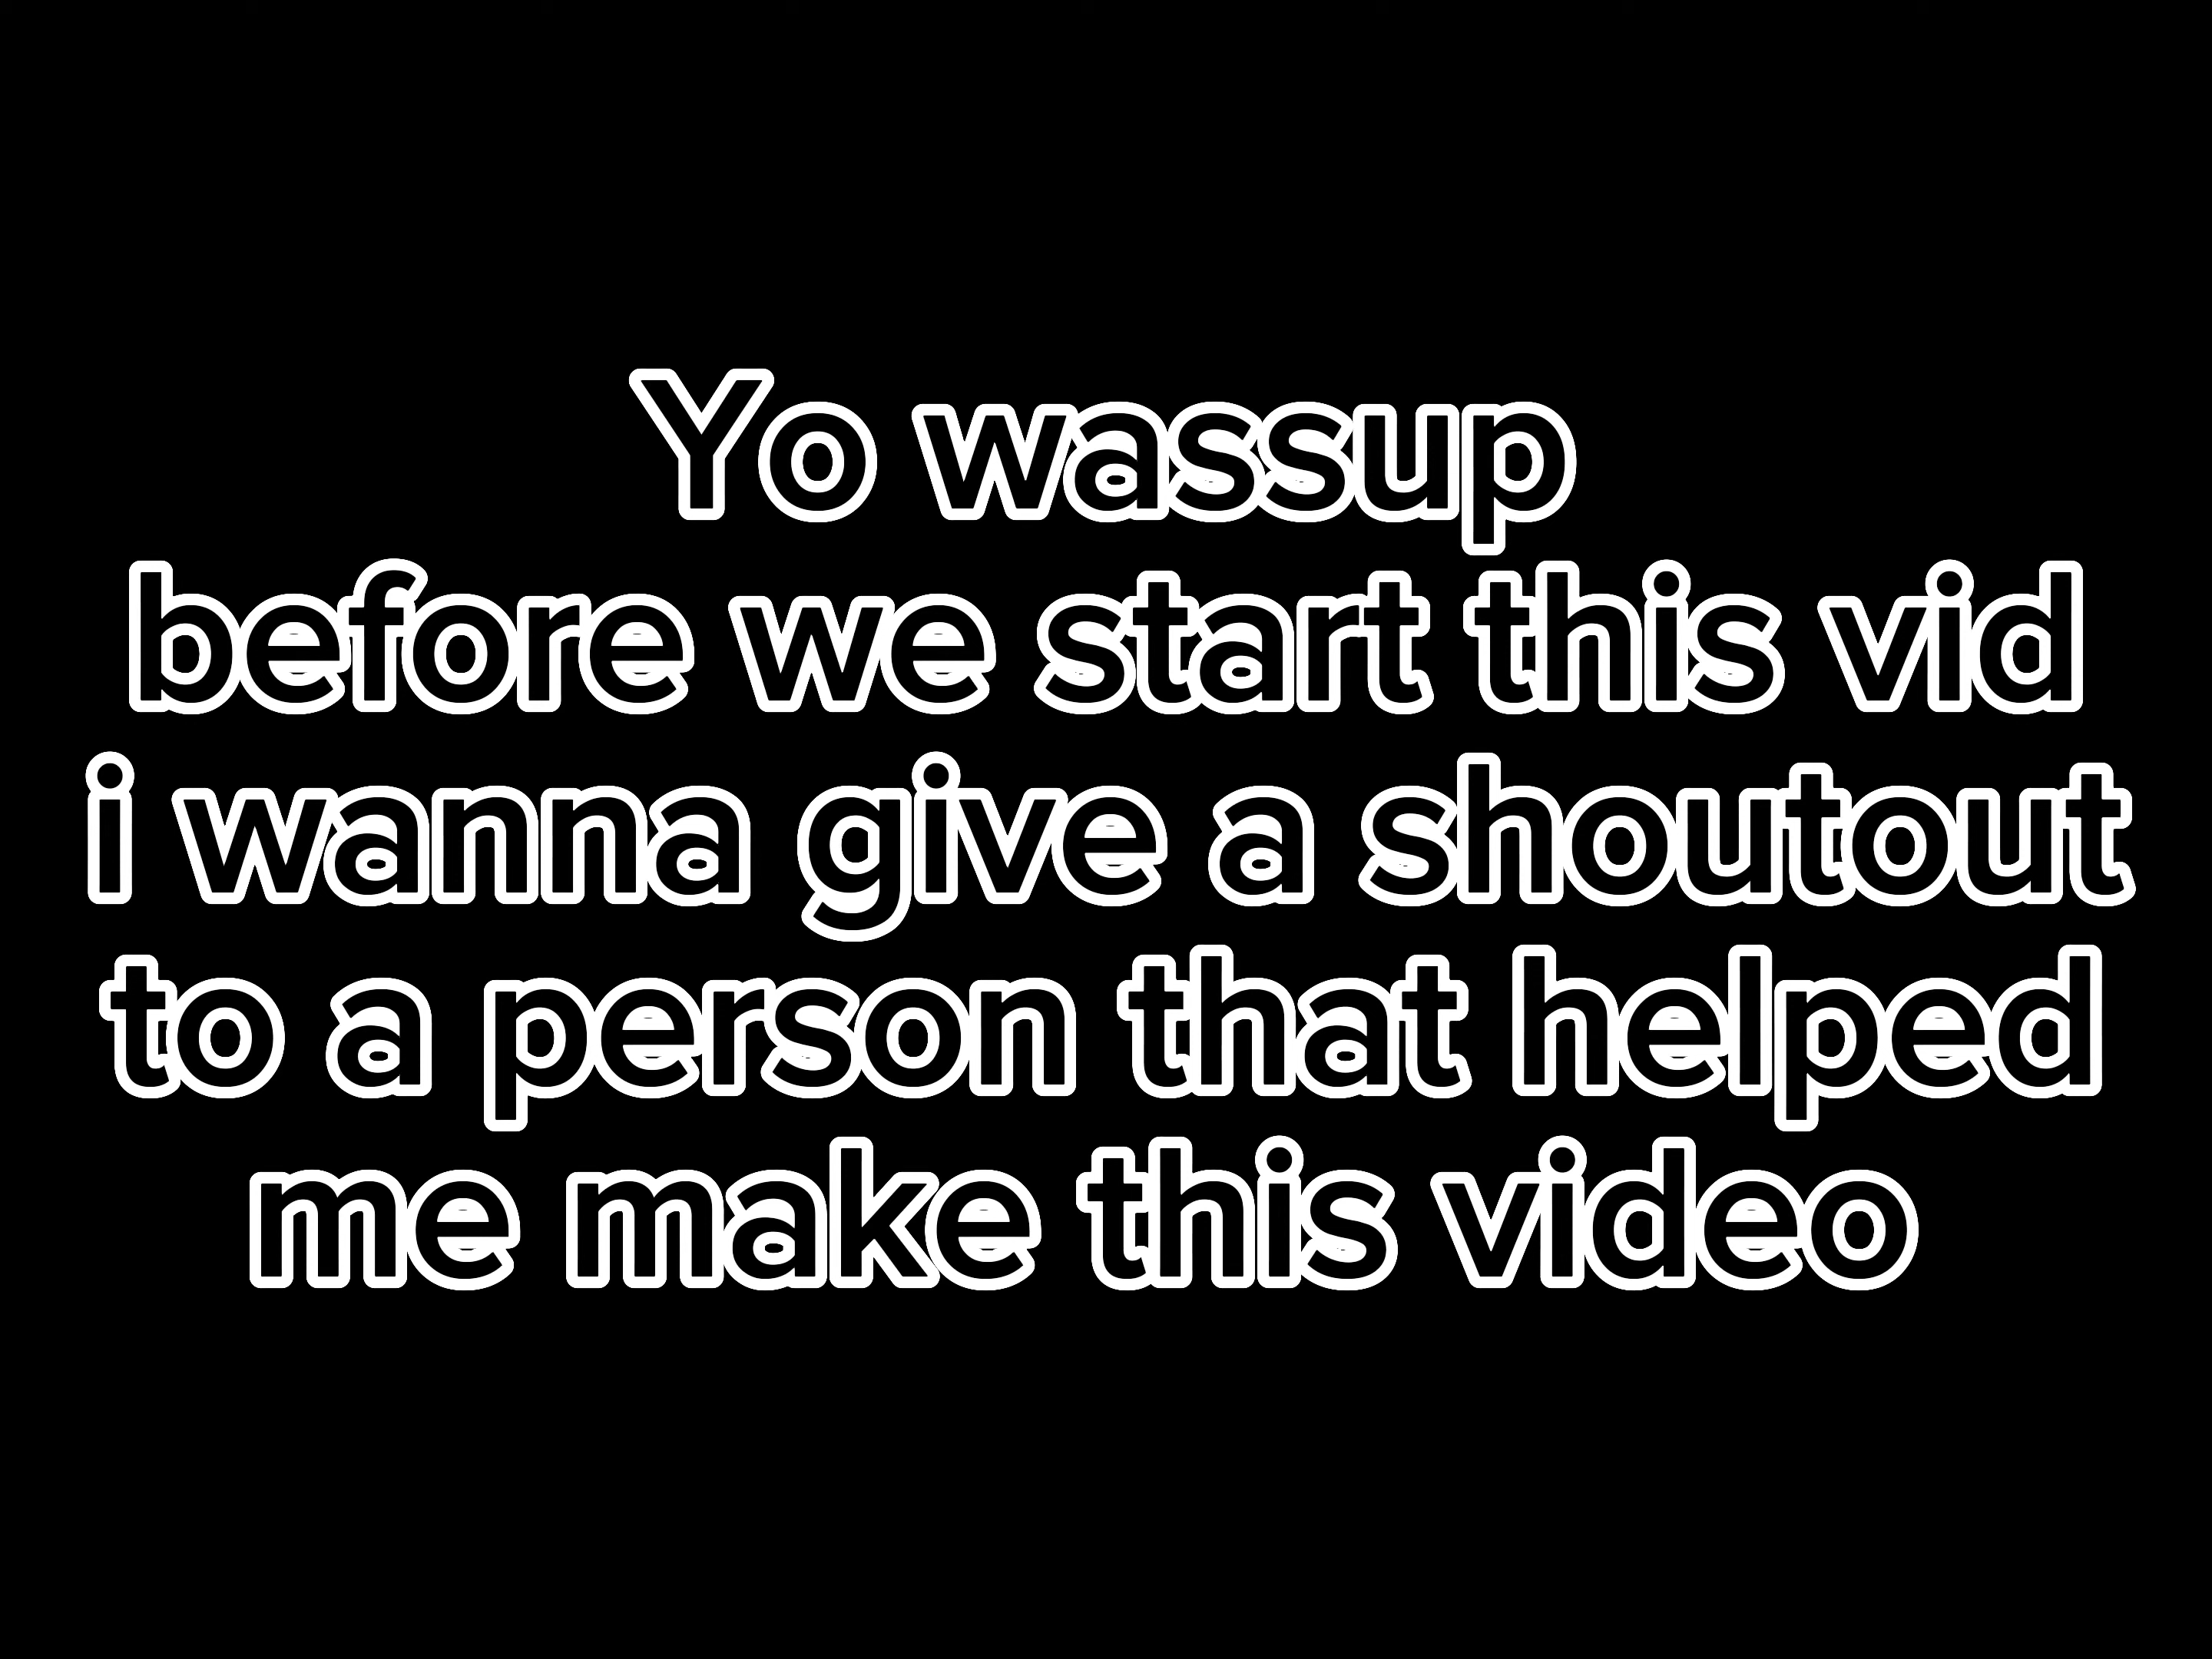 Yo wassup
before we start this vid
i wanna give a shoutout
to a person that helped
me make this video